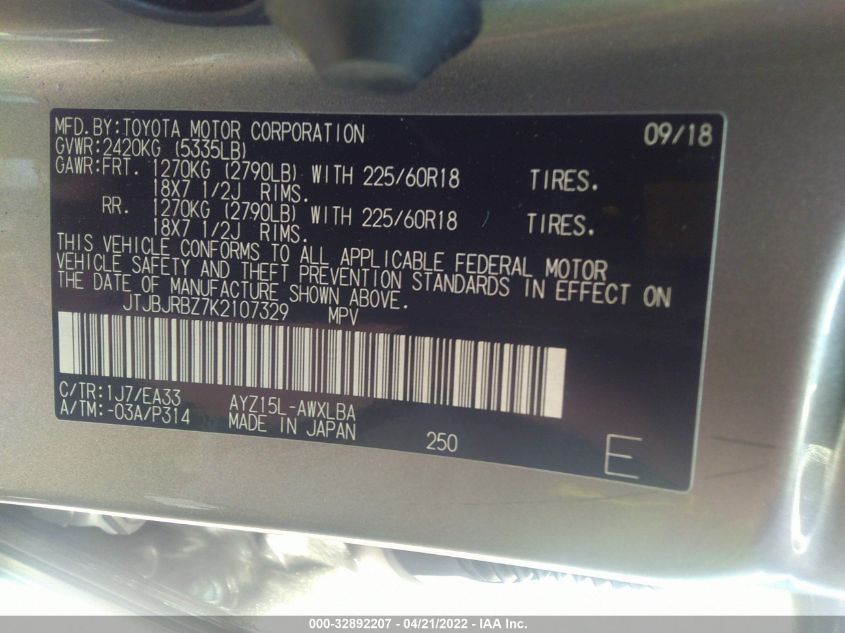 MFD.BY:TOYOTA MOTOR CORPORATION 09/18
GVWR:2420KG (5335LB)
GAWR:FRT. 1270KG (2790LB) WITH 225/60R18 TIRES.
18X7 1/2J RIMS.
RR. 1270KG (2790LB) WITH 225/60R18 TIRES.
18X7 1/2J RIMS.
THIS VEHICLE CONFORMS TO ALL APPLICABLE FEDERAL MOTOR
VEHICLE SAFETY AND THEFT PREVENTION STANDARDS IN EFFECT ON
THE DATE OF MANUFACTURE SHOWN ABOVE.
JTJBJRBZ7K2107329 MPV
C/TR:1J7/EA33 AYZ15L-AWXLBA
A/TM:-03A/P314 MADE IN JAPAN 250 E
000-32892207 - 04/21/2022 - IAA Inc.